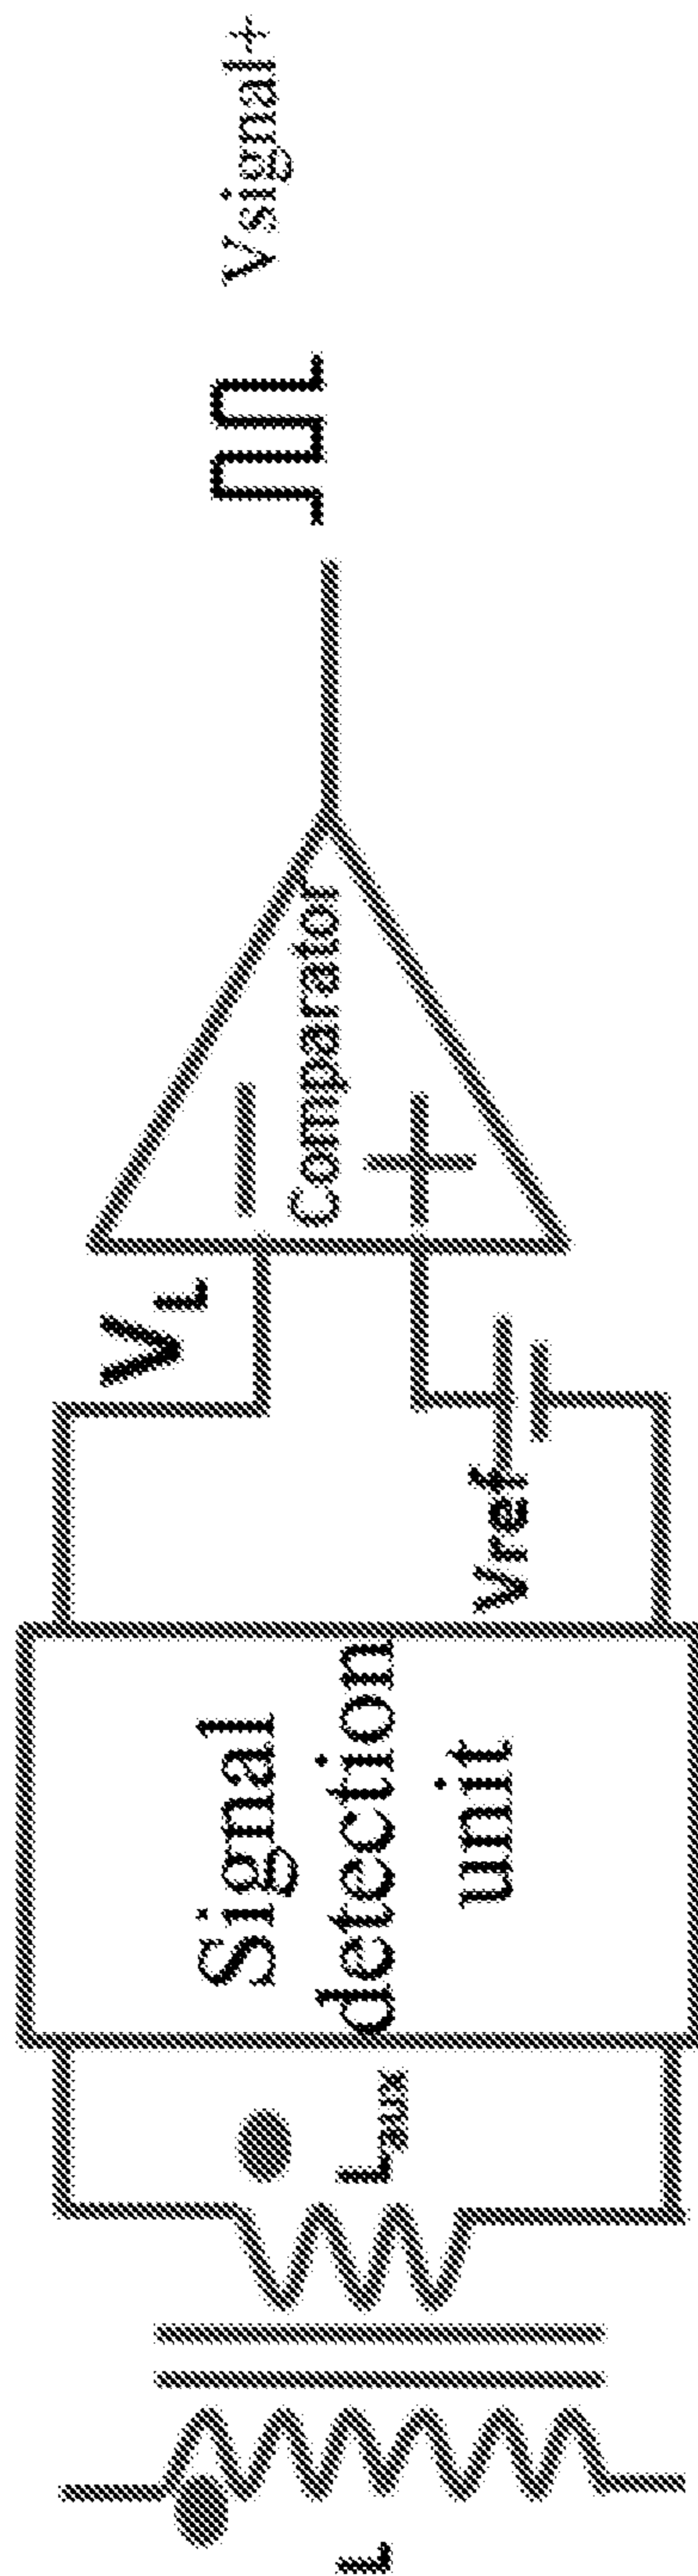 L
Laux
Signal
detection
unit
VL
Vref
Comparator
Vsignal+